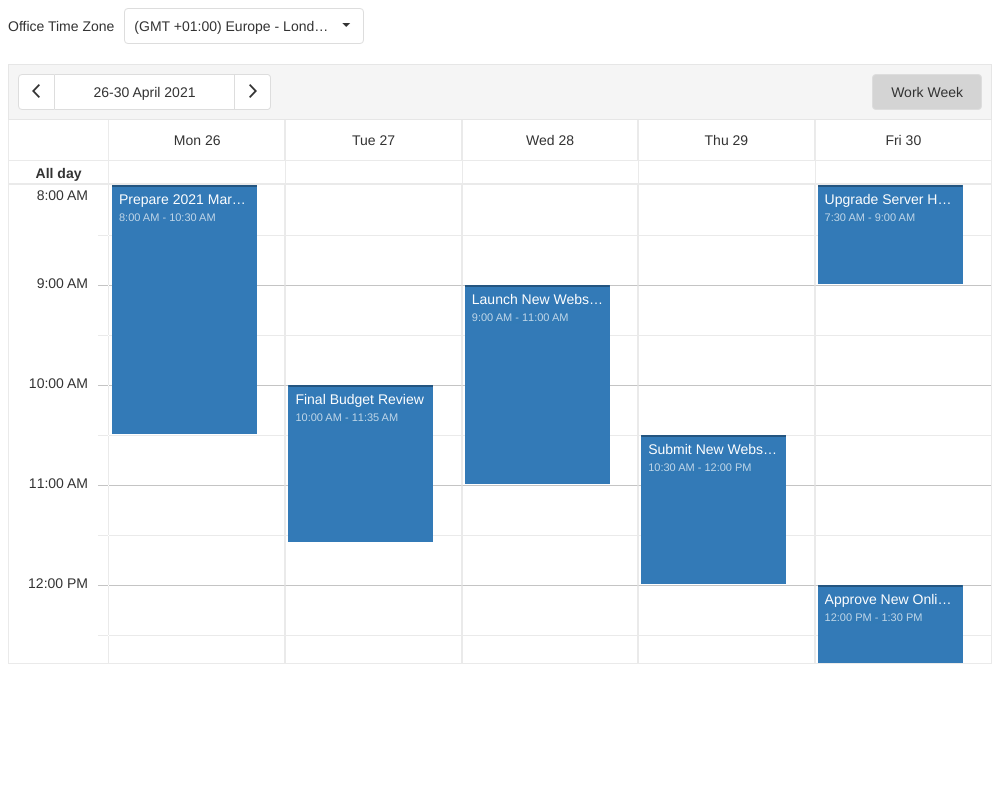 Office Time Zone (GMT +01:00) Europe - Lond…
26-30 April 2021 Work Week
Mon 26 Tue 27 Wed 28 Thu 29 Fri 30
All day
8:00 AM
Prepare 2021 Mar…
8:00 AM - 10:30 AM
Upgrade Server H…
7:30 AM - 9:00 AM
9:00 AM
Launch New Webs…
9:00 AM - 11:00 AM
10:00 AM
Final Budget Review
10:00 AM - 11:35 AM
Submit New Webs…
10:30 AM - 12:00 PM
11:00 AM
12:00 PM
Approve New Onli…
12:00 PM - 1:30 PM